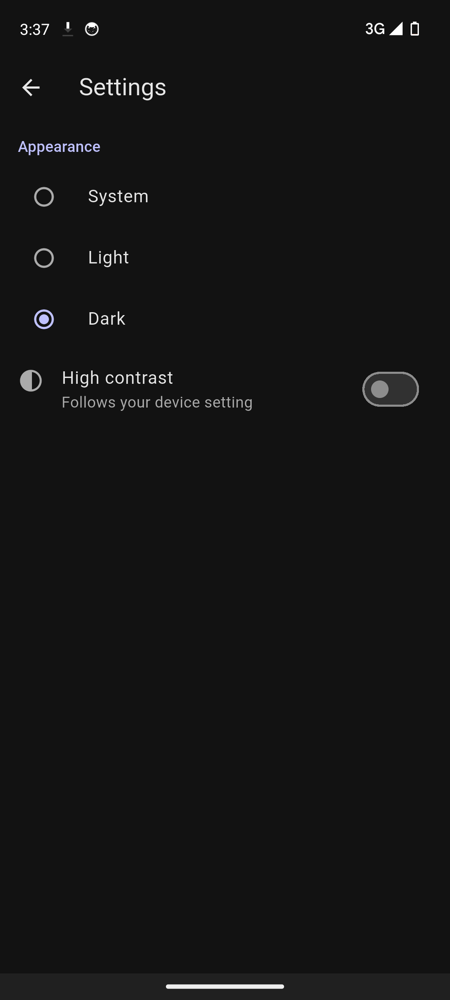 3:37
3G
Settings
Appearance
System
Light
Dark
High contrast
Follows your device setting